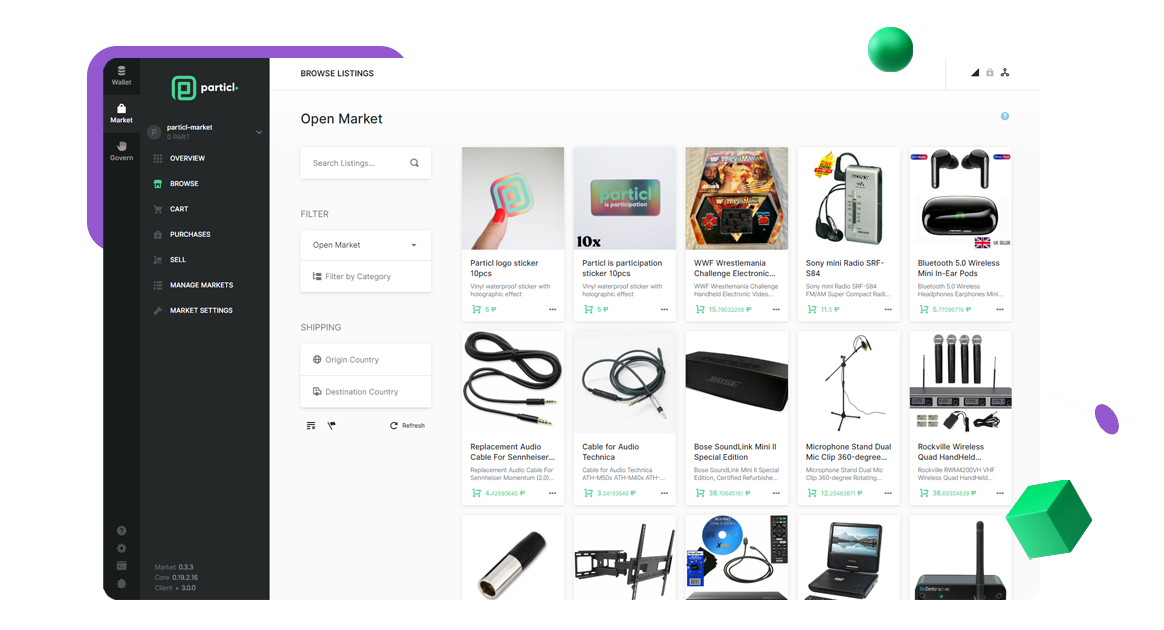 Wallet
Market
Govern
particl.
P
particl-market
0 PART
OVERVIEW
BROWSE
CART
PURCHASES
SELL
MANAGE MARKETS
MARKET SETTINGS
Market 0.3.3
Core 0.19.2.16
Client • 3.0.0
BROWSE LISTINGS
Open Market
?
Search Listings...
FILTER
Open Market
Filter by Category
SHIPPING
Origin Country
Destination Country
Refresh
particl
is participation
10x
SONY
UK SELLER
Particl logo sticker
10pcs
Vinyl waterproof sticker with
holographic effect
5 ₱
Particl is participation
sticker 10pcs
Vinyl waterproof sticker with
holographic effect
5 ₱
WWF Wrestlemania
Challenge Electronic...
WWF Wrestlemania Challenge
Handheld Electronic Video...
15.79032258 ₱
Sony mini Radio SRF-
S84
Sony mini Radio SRF-S84
FM/AM Super Compact Radi...
11.5 ₱
Bluetooth 5.0 Wireless
Mini In-Ear Pods
Bluetooth 5.0 Wireless
Headphones Earphones Mini...
5.77096774 ₱
BOSE
Replacement Audio
Cable For Sennheiser...
Replacement Audio Cable For
Sennheiser Momentum (2.0)...
4.42580645 ₱
Cable for Audio
Technica
Cable for Audio Technica
ATH-M50x ATH-M40x ATH-...
3.24193548 ₱
Bose SoundLink Mini II
Special Edition
Bose SoundLink Mini II Special
Edition, Certified Refurbishe...
38.70645161 ₱
Microphone Stand Dual
Mic Clip 360-degree...
Microphone Stand Dual Mic
Clip 360-degree Rotating...
12.25483871 ₱
Rockville Wireless
Quad HandHeld...
Rockville RWM4200VH VHF
Wireless Quad HandHeld...
38.69354839 ₱